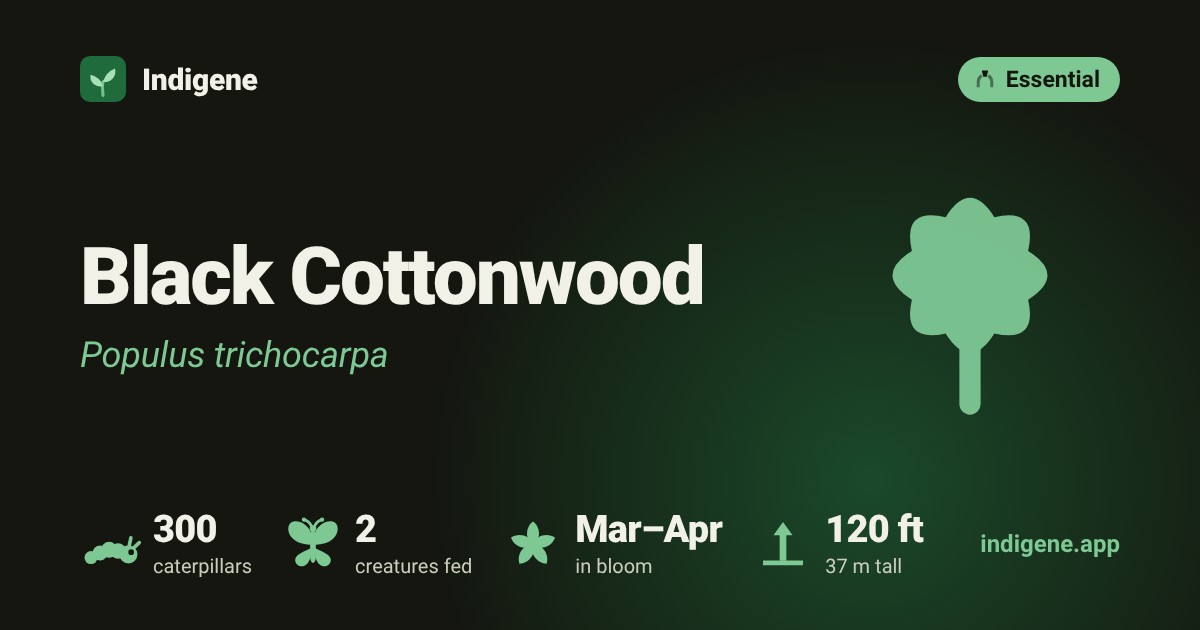 Indigene
Essential
Black Cottonwood
Populus trichocarpa
300
caterpillars
2
creatures fed
Mar–Apr
in bloom
120 ft
37 m tall
indigene.app